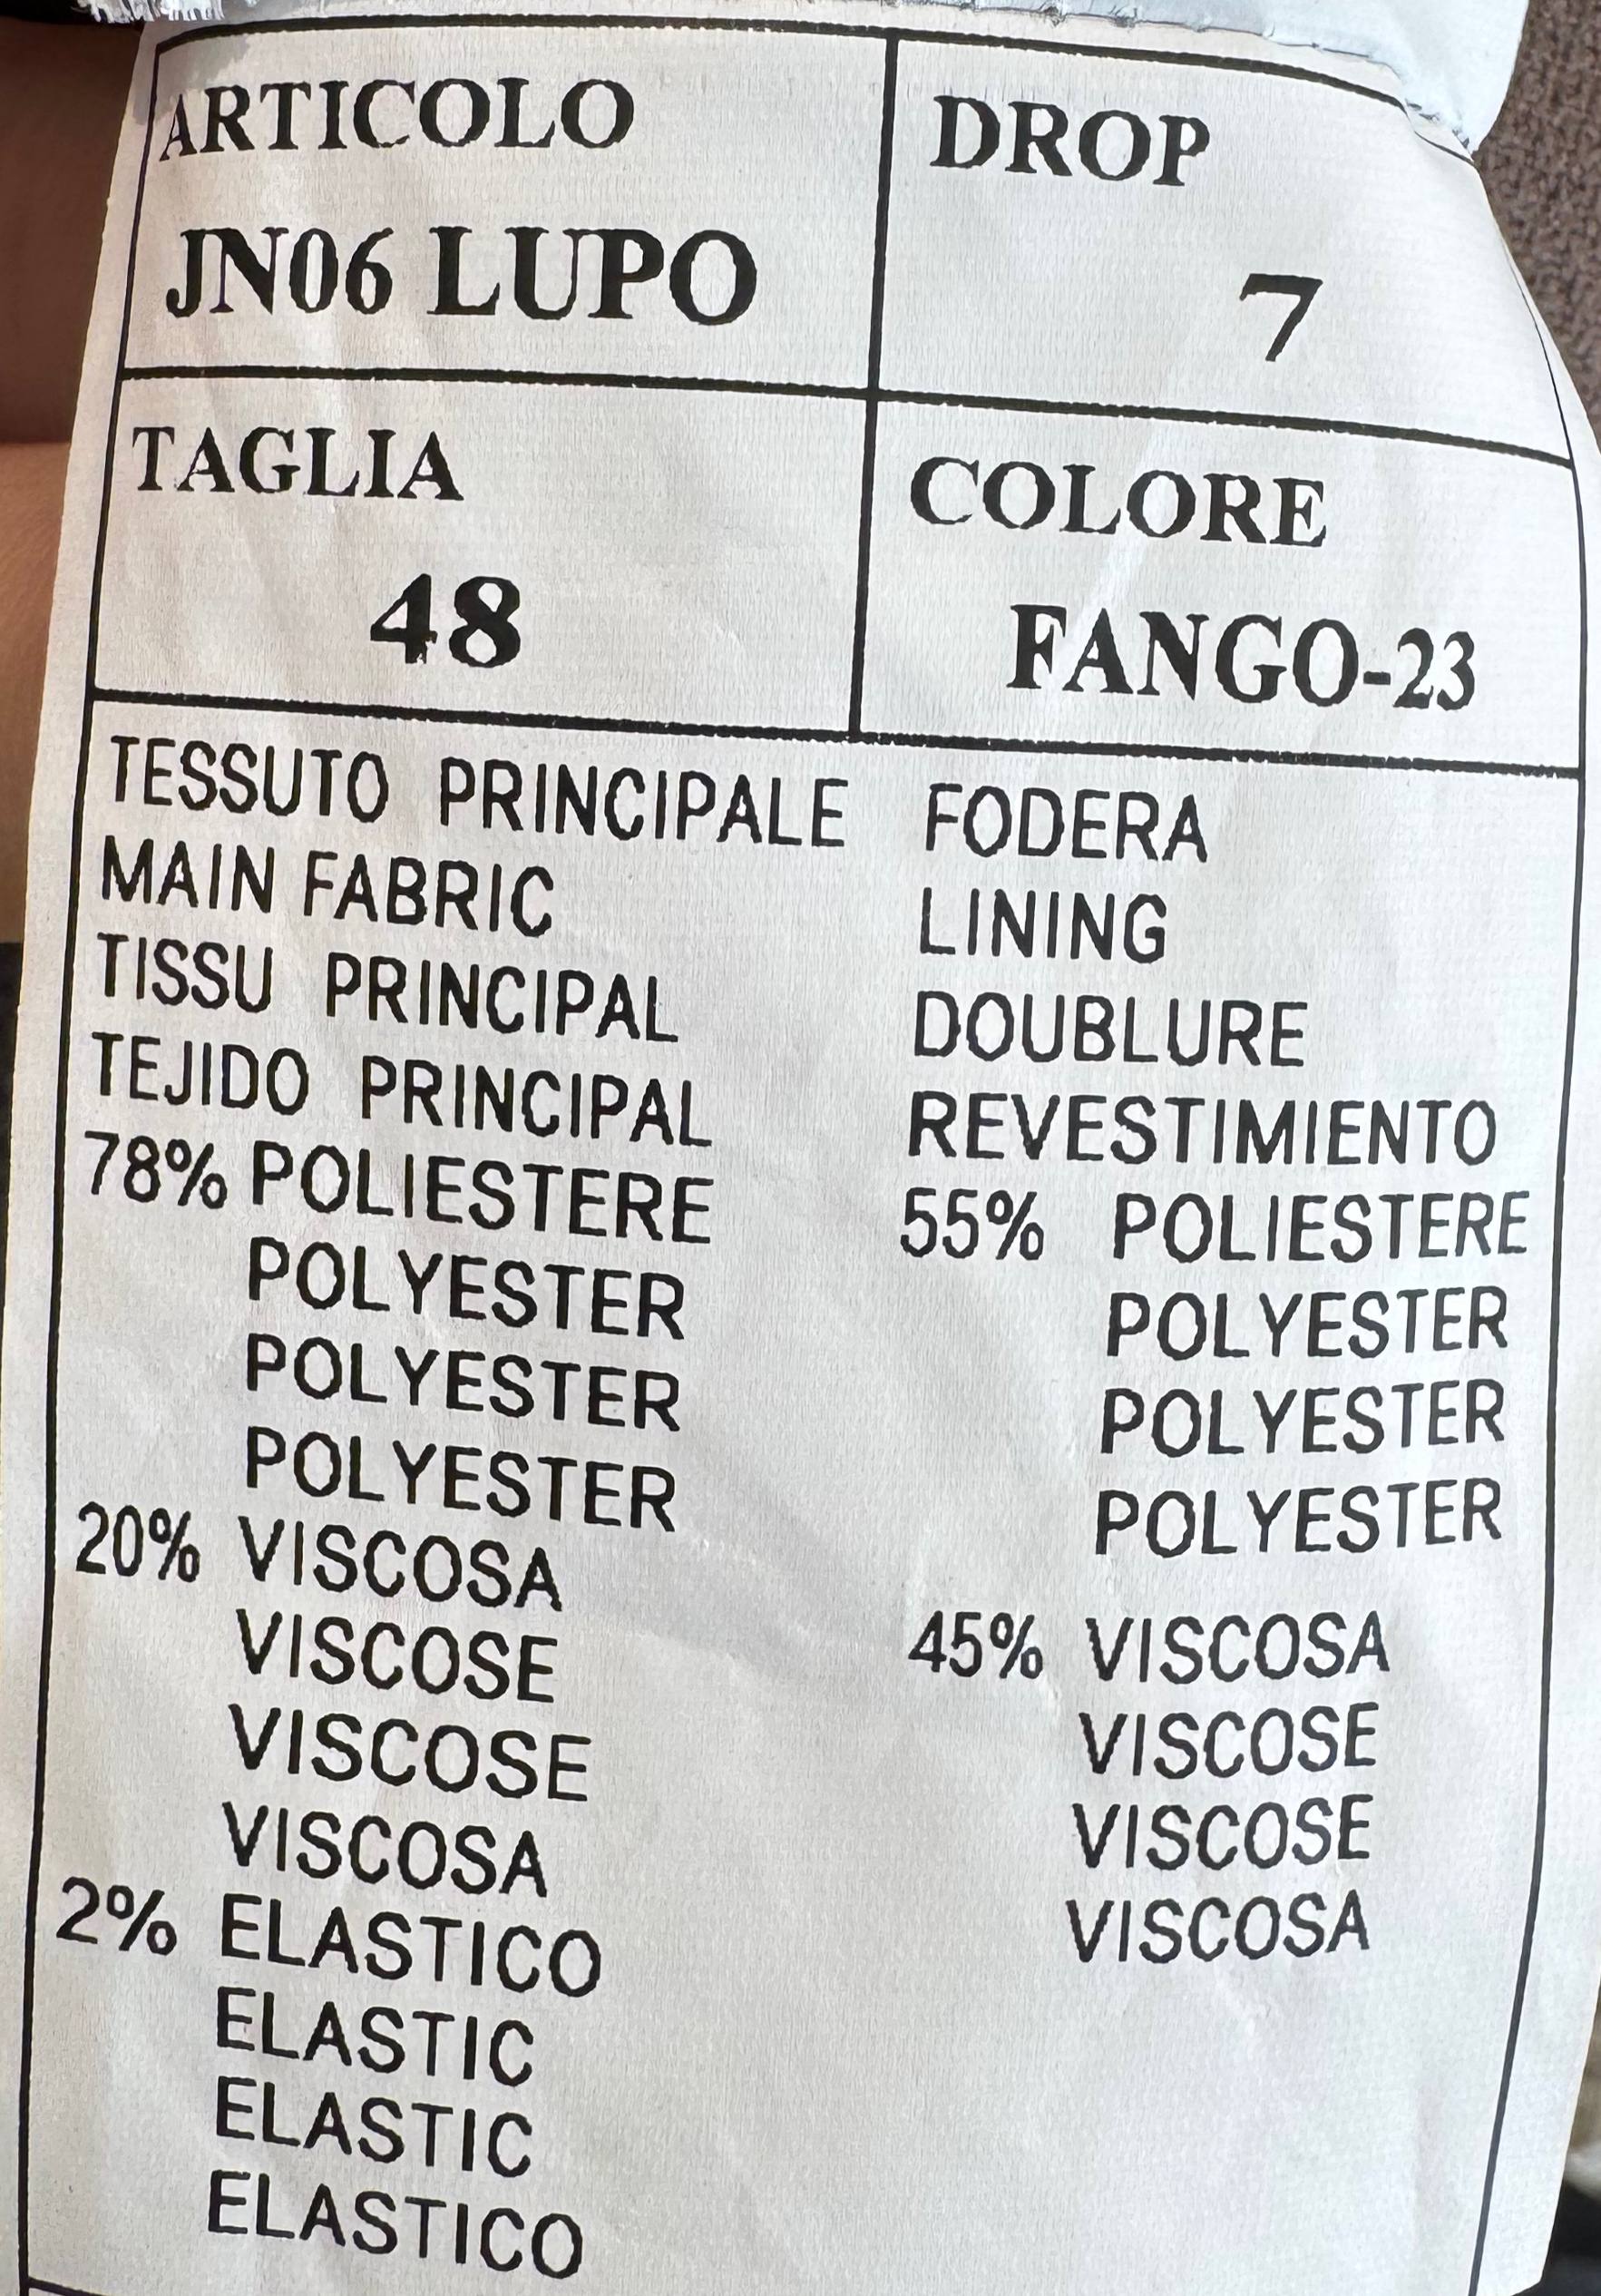 ARTICOLO
JN06 LUPO
DROP
7
TAGLIA
48
COLORE
FANGO-23
TESSUTO PRINCIPALE
MAIN FABRIC
TISSU PRINCIPAL
TEJIDO PRINCIPAL
78% POLIESTERE
POLYESTER
POLYESTER
POLYESTER
20% VISCOSA
VISCOSE
VISCOSE
VISCOSA
2% ELASTICO
ELASTIC
ELASTIC
ELASTICO
FODERA
LINING
DOUBLURE
REVESTIMIENTO
55% POLIESTERE
POLYESTER
POLYESTER
POLYESTER
45% VISCOSA
VISCOSE
VISCOSE
VISCOSA